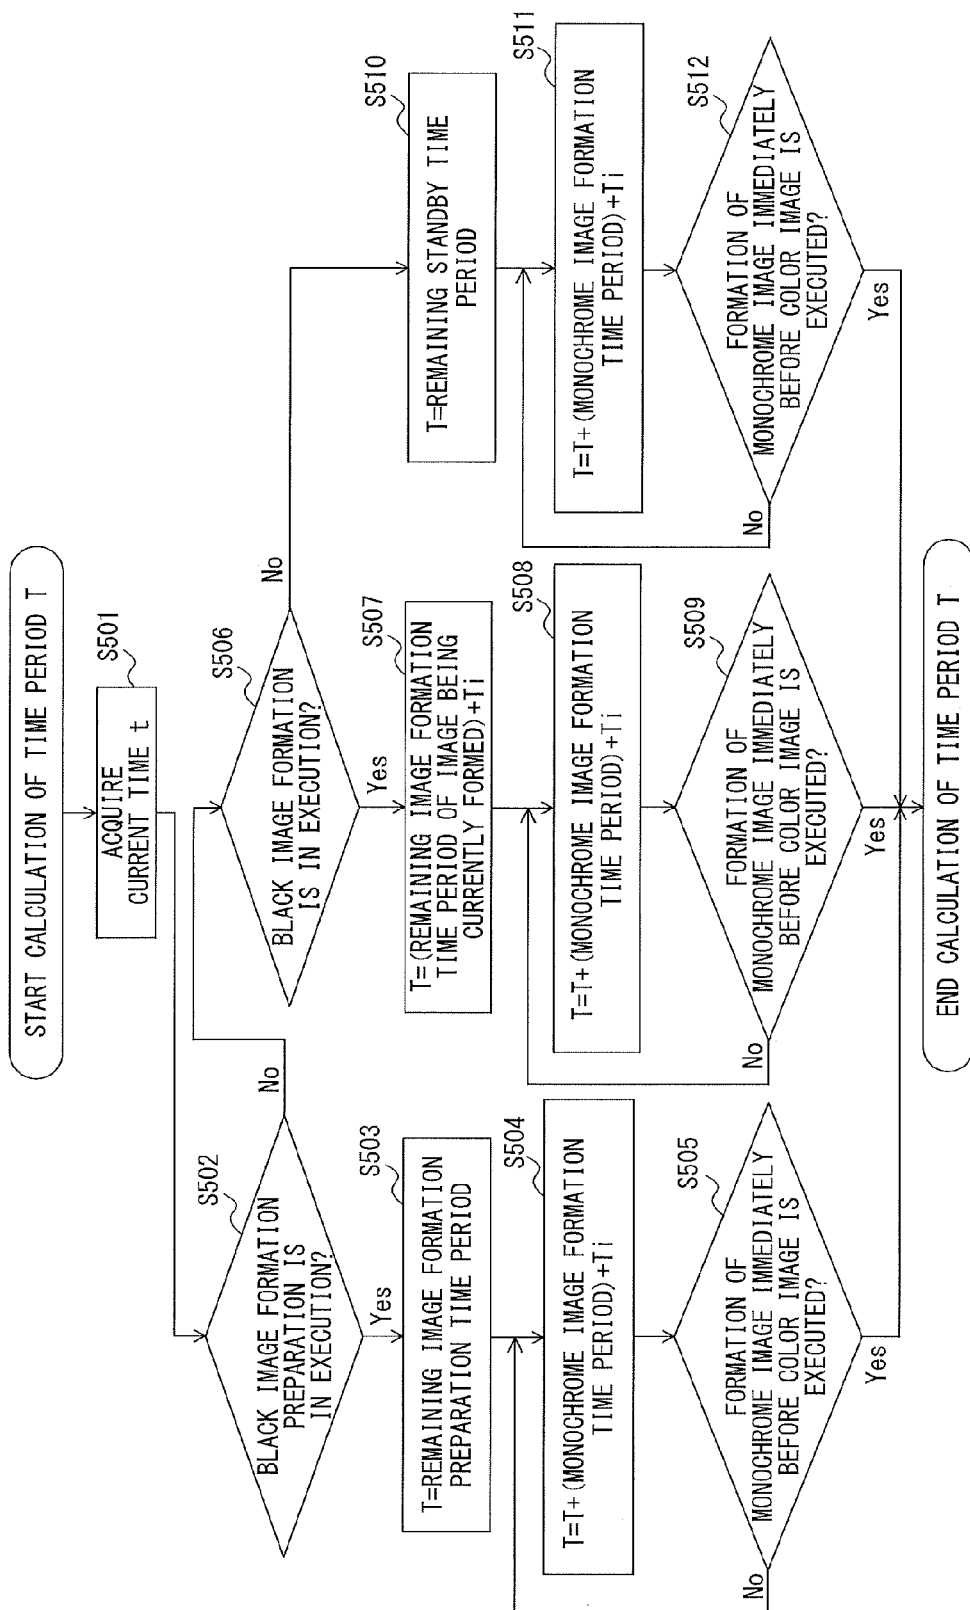 START CALCULATION OF TIME PERIOD T
S501
ACQUIRE
CURRENT TIME t
S502
BLACK IMAGE FORMATION
PREPARATION IS
IN EXECUTION?
No
Yes
S503
T=REMAINING IMAGE FORMATION
PREPARATION TIME PERIOD
S504
T=T+(MONOCHROME IMAGE FORMATION
TIME PERIOD)+Ti
S505
FORMATION OF
MONOCHROME IMAGE IMMEDIATELY
BEFORE COLOR IMAGE IS
EXECUTED?
No
Yes
S506
BLACK IMAGE FORMATION
IS IN EXECUTION?
No
Yes
S507
T=(REMAINING IMAGE FORMATION
TIME PERIOD OF IMAGE BEING
CURRENTLY FORMED)+Ti
S508
T=T+(MONOCHROME IMAGE FORMATION
TIME PERIOD)+Ti
S509
FORMATION OF
MONOCHROME IMAGE IMMEDIATELY
BEFORE COLOR IMAGE IS
EXECUTED?
No
Yes
S510
T=REMAINING STANDBY TIME
PERIOD
S511
T=T+(MONOCHROME IMAGE FORMATION
TIME PERIOD)+Ti
S512
FORMATION OF
MONOCHROME IMAGE IMMEDIATELY
BEFORE COLOR IMAGE IS
EXECUTED?
No
Yes
END CALCULATION OF TIME PERIOD T